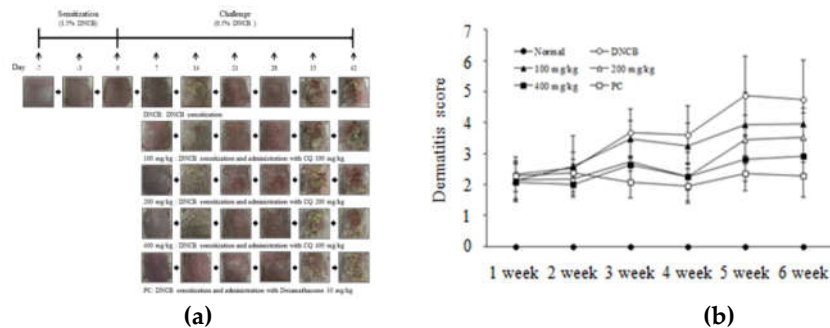 Sensitization
(1.5% DNCB)
Challenge
(0.5% DNCB)
Day -7 -3 0 7 14 21 28 35 42
DNCB: DNCB sensitization
100 mg/kg : DNCB sensitization and administration with CQ 100 mg/kg
200 mg/kg : DNCB sensitization and administration with CQ 200 mg/kg
400 mg/kg : DNCB sensitization and administration with CQ 400 mg/kg
PC: DNCB sensitization and administration with Dexamethasone 10 mg/kg
(a)
Dermatitis score
7
6
5
4
3
2
1
0
Normal DNCB
100 mg/kg 200 mg/kg
400 mg/kg PC
1 week 2 week 3 week 4 week 5 week 6 week
(b)